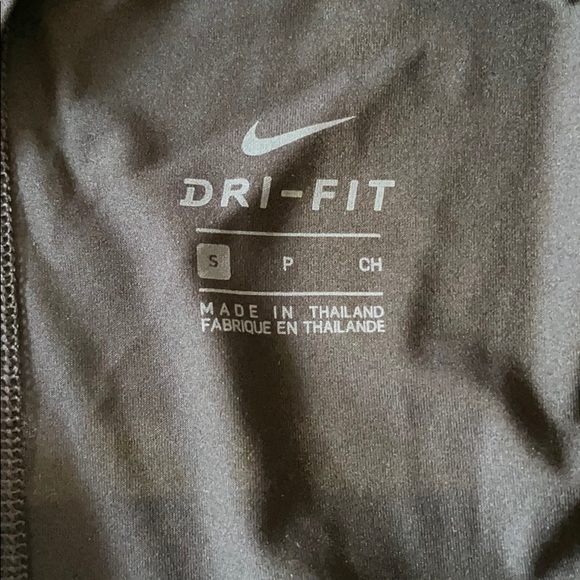 DRI-FIT
S P CH
MADE IN THAILAND
FABRIQUE EN THAILANDE